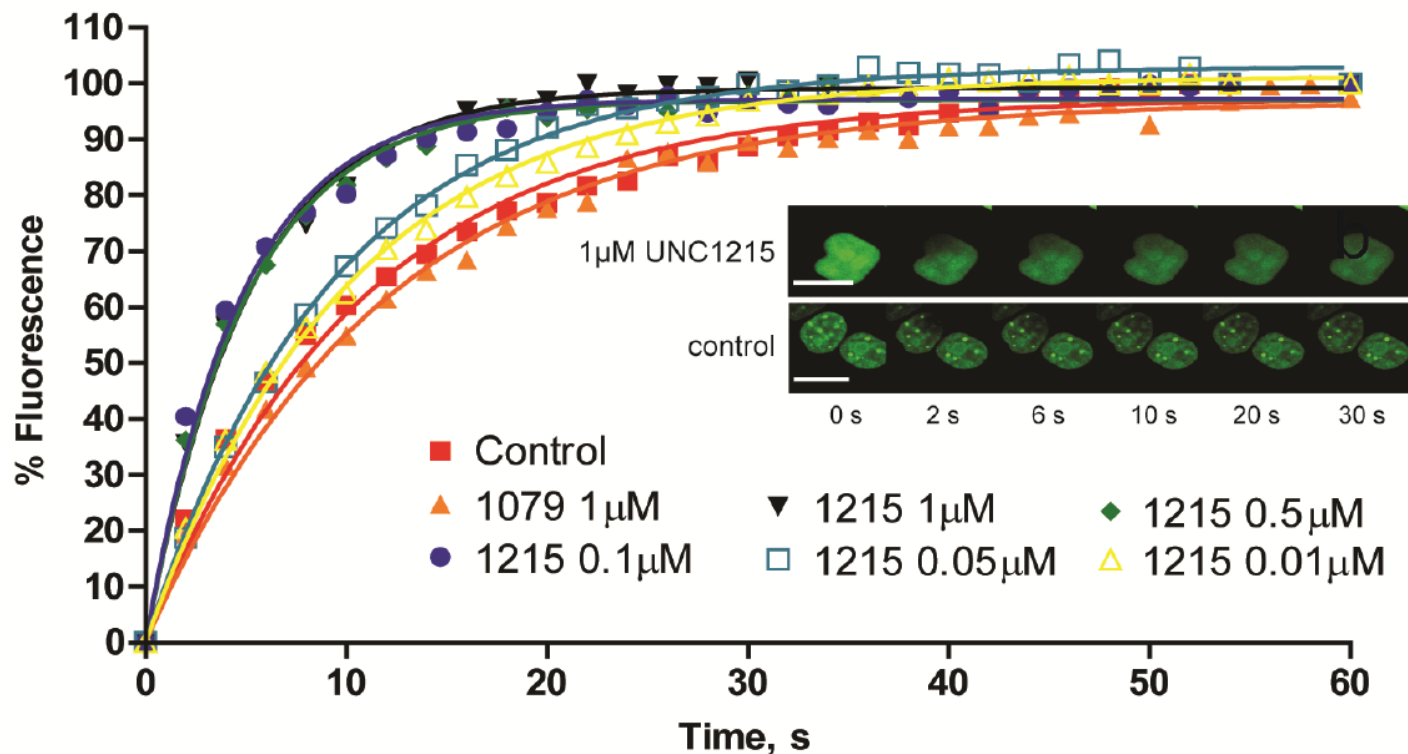 110
100
90
80
70
60
50
40
30
20
10
0
% Fluorescence
0 10 20 30 40 50 60
Time, s
1µM UNC1215
b
control
0 s 2 s 6 s 10 s 20 s 30 s
Control
1079 1µM 1215 1µM 1215 0.5µM
1215 0.1µM 1215 0.05µM 1215 0.01µM